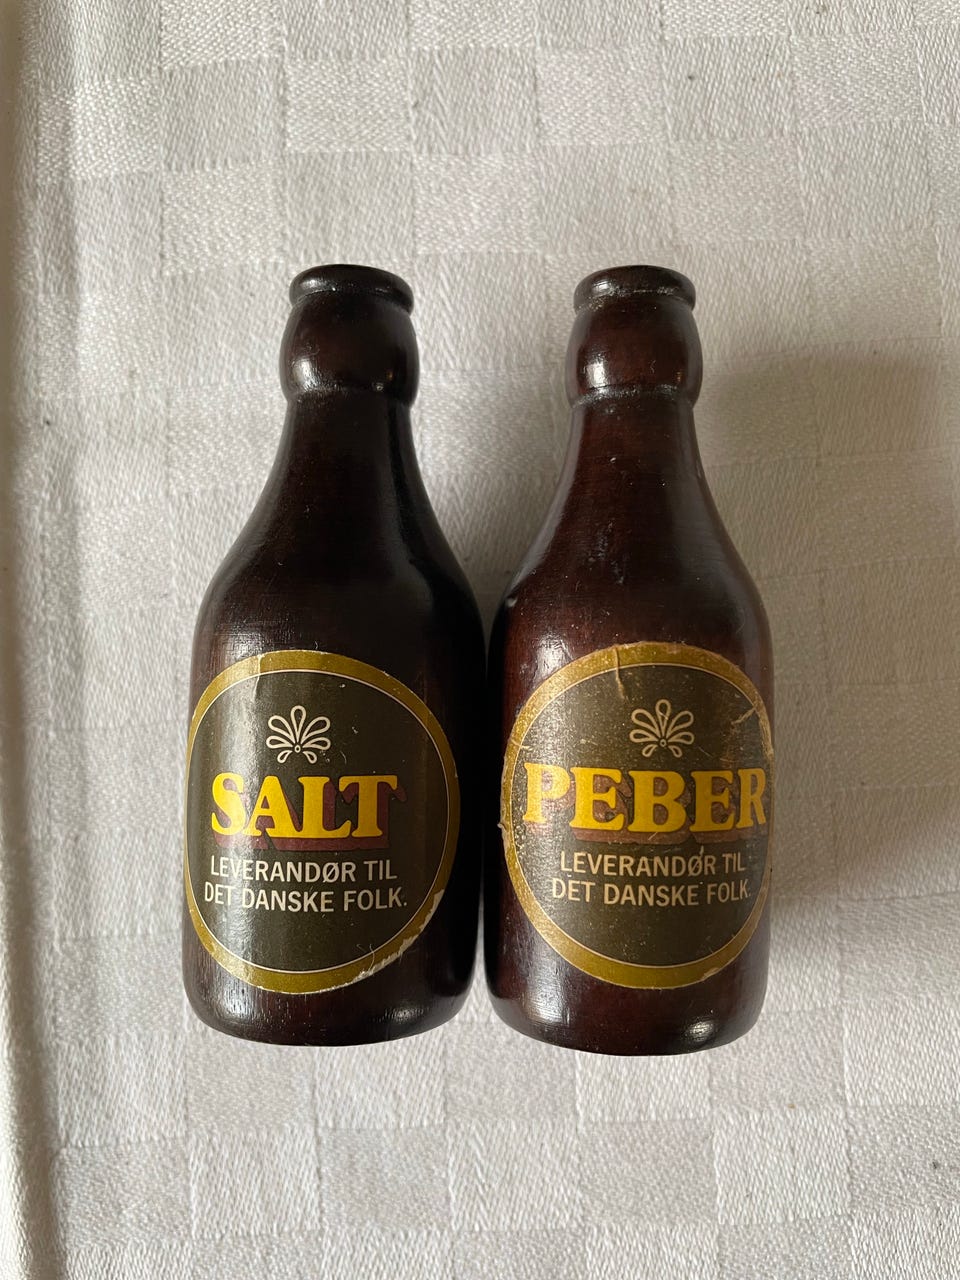 SALT
LEVERANDØR TIL
DET DANSKE FOLK.
PEBER
LEVERANDØR TIL
DET DANSKE FOLK.